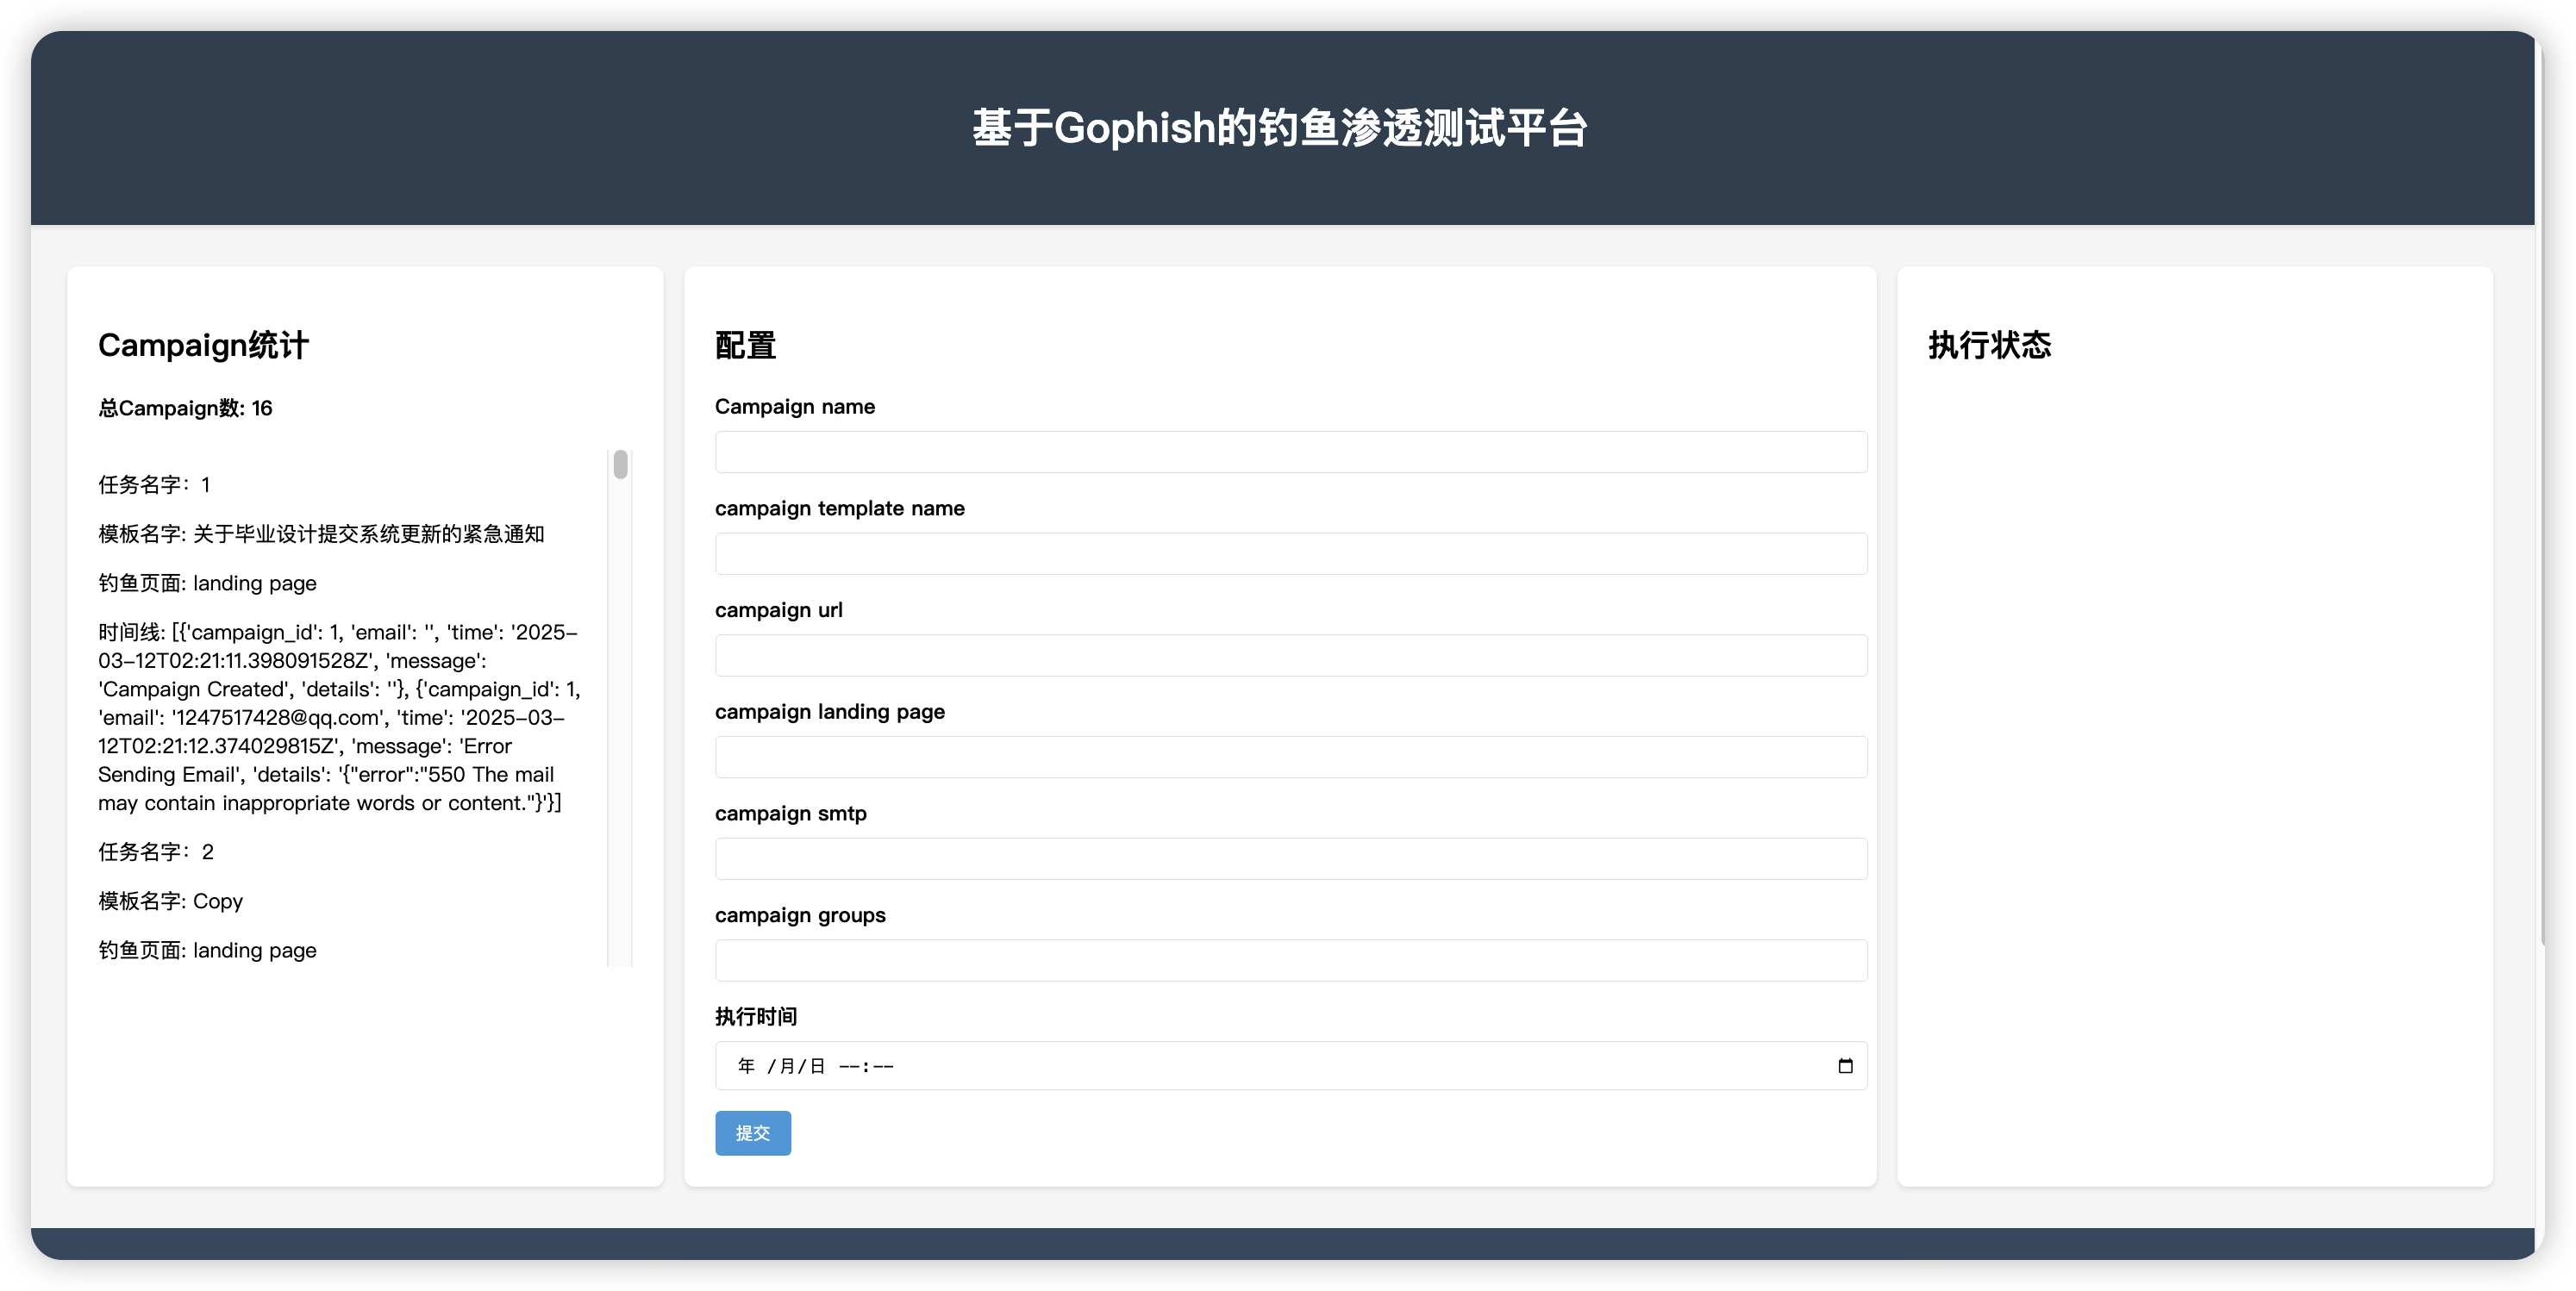 基于Gophish的钓鱼渗透测试平台
Campaign统计
总Campaign数: 16
任务名字：1
模板名字: 关于毕业设计提交系统更新的紧急通知
钓鱼页面: landing page
时间线: [{'campaign_id': 1, 'email': '', 'time': '2025-
03-12T02:21:11.398091528Z', 'message':
'Campaign Created', 'details': ''}, {'campaign_id': 1,
'email': '1247517428@qq.com', 'time': '2025-03-
12T02:21:12.374029815Z', 'message': 'Error
Sending Email', 'details': '{"error":"550 The mail
may contain inappropriate words or content."}'}]
任务名字：2
模板名字: Copy
钓鱼页面: landing page
配置
Campaign name
campaign template name
campaign url
campaign landing page
campaign smtp
campaign groups
执行时间
年 /月/日 --:--
提交
执行状态